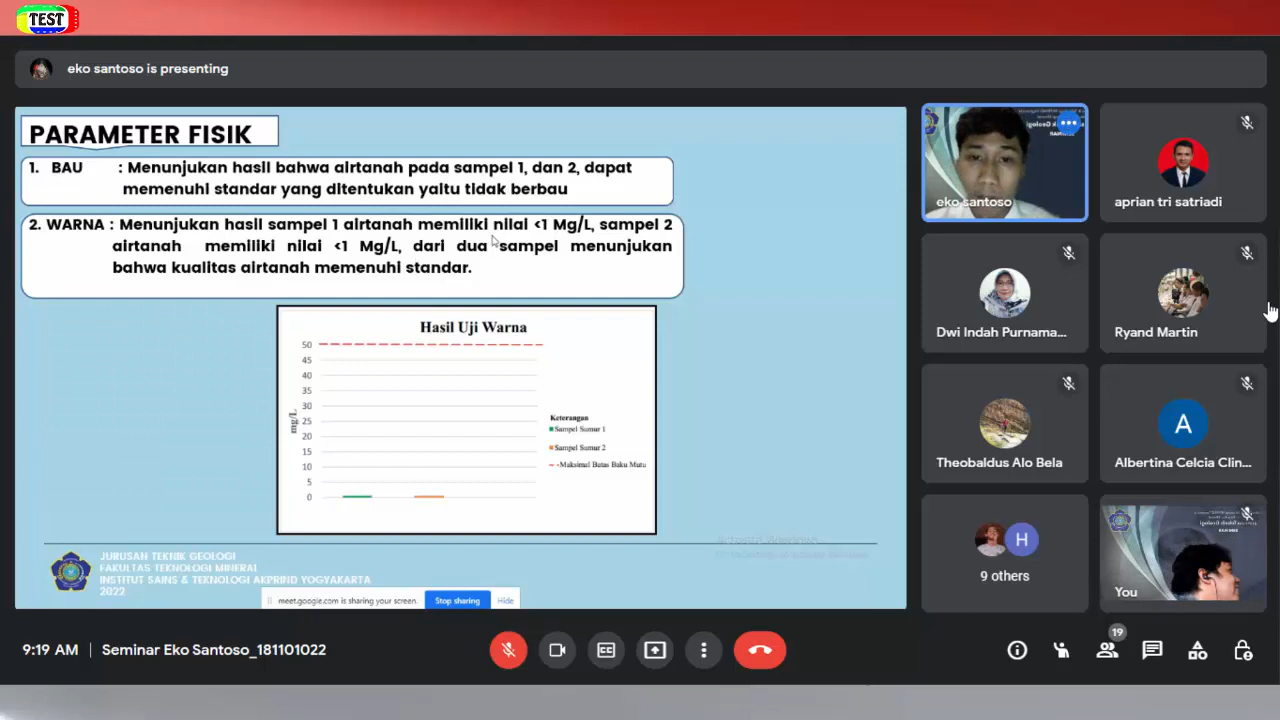 TEST
eko santoso is presenting
PARAMETER FISIK
1. BAU : Menunjukan hasil bahwa airtanah pada sampel 1, dan 2, dapat
memenuhi standar yang ditentukan yaitu tidak berbau
2. WARNA : Menunjukan hasil sampel 1 airtanah memiliki nilai <1 Mg/L, sampel 2
airtanah memiliki nilai <1 Mg/L, dari dua sampel menunjukan
bahwa kualitas airtanah memenuhi standar.
Hasil Uji Warna
50
45
40
35
30
25
20
15
10
5
0
mg/L
Keterangan
Sampel Sumur 1
Sampel Sumur 2
Maksimal Batas Baku Mutu
JURUSAN TEKNIK GEOLOGI
FAKULTAS TEKNOLOGI MINERAL
INSTITUT SAINS & TEKNOLOGI AKPRIND YOGYAKARTA
2022
meet.google.com is sharing your screen.
Stop sharing
Hide
eko santoso
aprian tri satriadi
Dwi Indah Purnama...
Ryand Martin
Theobaldus Alo Bela
A
Albertina Celcia Clin...
H
9 others
You
9:19 AM
Seminar Eko Santoso_181101022
19